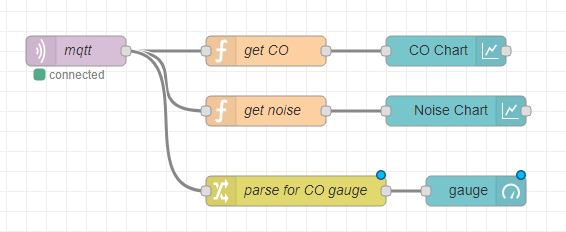 mqtt
connected
get CO
CO Chart
get noise
Noise Chart
parse for CO gauge
gauge